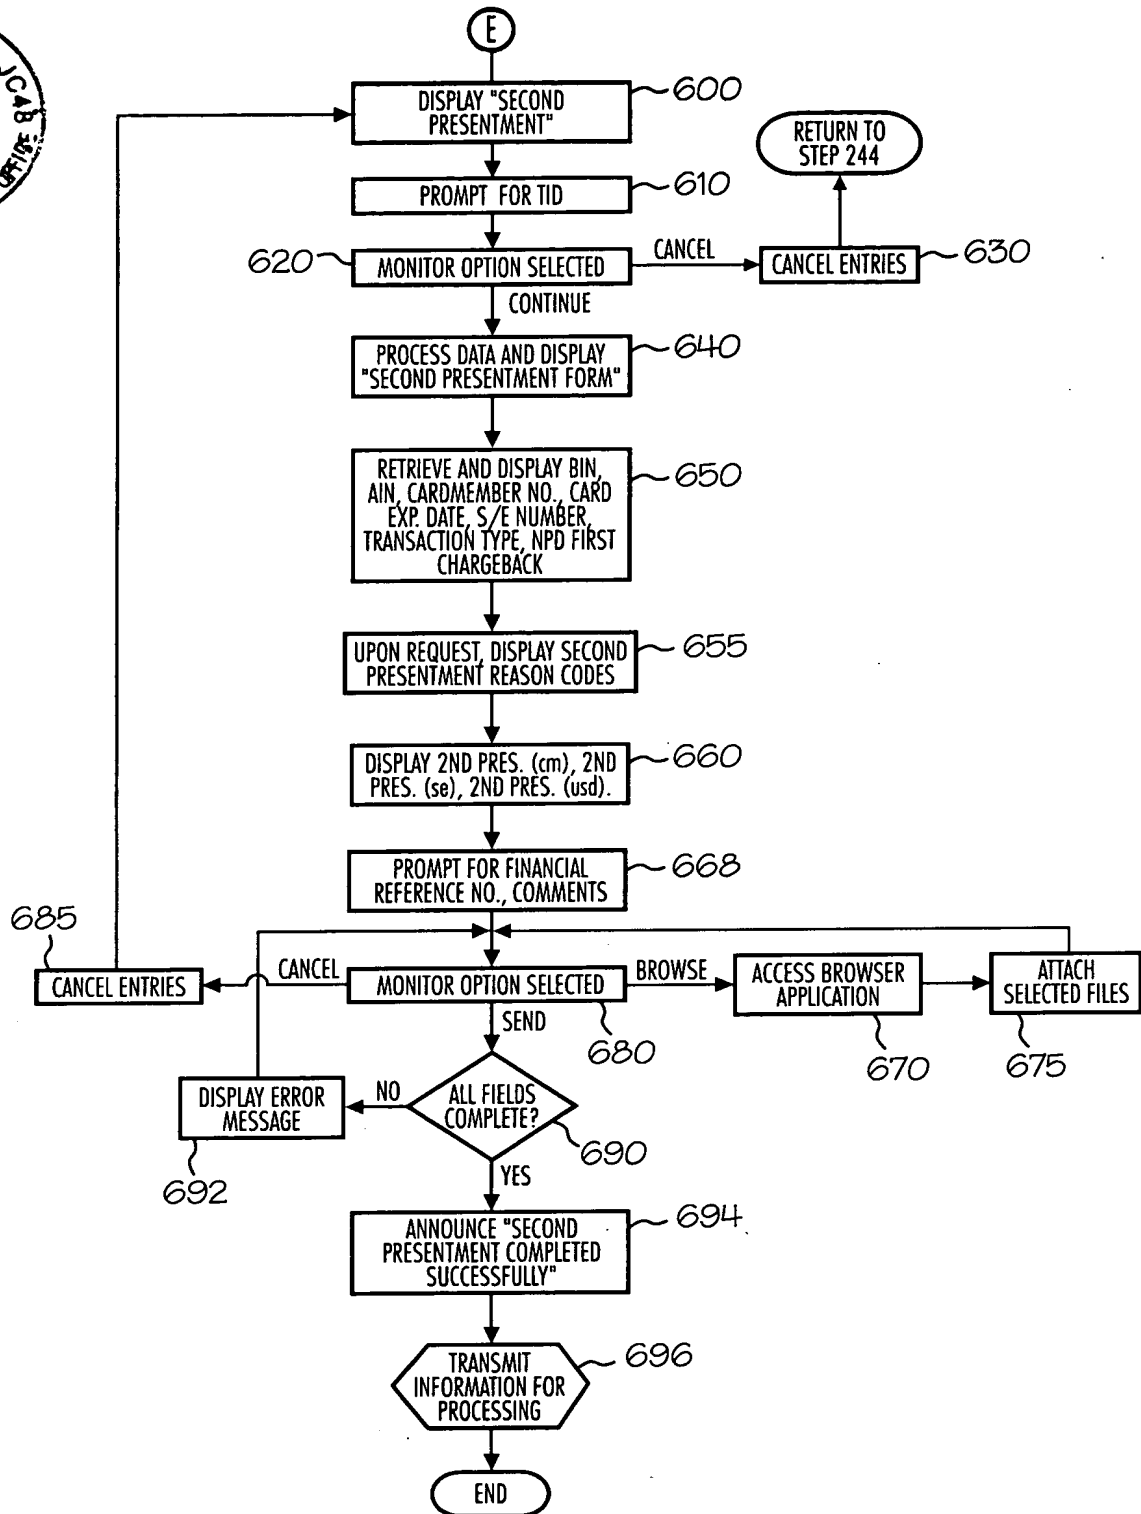 E
DISPLAY "SECOND
PRESENTMENT"
600
RETURN TO
STEP 244
PROMPT FOR TID
610
620
MONITOR OPTION SELECTED
CANCEL
CANCEL ENTRIES
630
CONTINUE
PROCESS DATA AND DISPLAY
"SECOND PRESENTMENT FORM"
640
RETRIEVE AND DISPLAY BIN,
AIN, CARDMEMBER NO., CARD
EXP. DATE, S/E NUMBER,
TRANSACTION TYPE, NPD FIRST
CHARGEBACK
650
UPON REQUEST, DISPLAY SECOND
PRESENTMENT REASON CODES
655
DISPLAY 2ND PRES. (cm), 2ND
PRES. (se), 2ND PRES. (usd).
660
PROMPT FOR FINANCIAL
REFERENCE NO., COMMENTS
668
685
CANCEL ENTRIES
CANCEL
MONITOR OPTION SELECTED
BROWSE
ACCESS BROWSER
APPLICATION
ATTACH
SELECTED FILES
SEND
680
670
675
DISPLAY ERROR
MESSAGE
NO
ALL FIELDS
COMPLETE?
690
692
YES
ANNOUNCE "SECOND
PRESENTMENT COMPLETED
SUCCESSFULLY"
694
TRANSMIT
INFORMATION FOR
PROCESSING
696
END